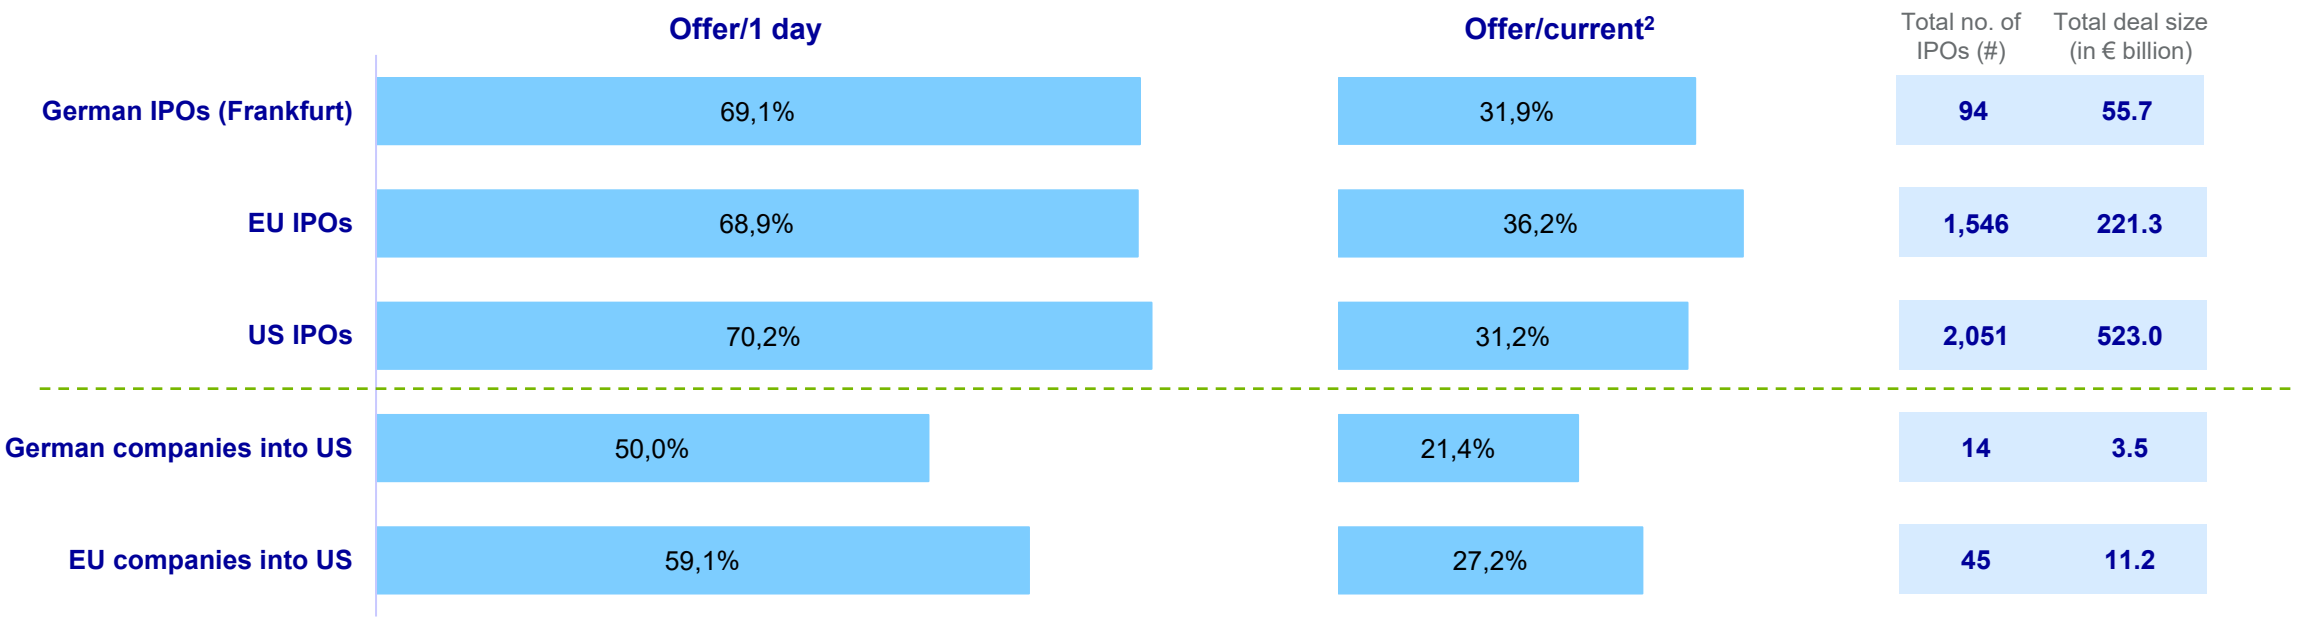 Offer/1 day
Offer/current²
Total no. of
IPOs (#)
Total deal size
(in € billion)
German IPOs (Frankfurt)
69,1%
31,9%
94
55.7
EU IPOs
68,9%
36,2%
1,546
221.3
US IPOs
70,2%
31,2%
2,051
523.0
German companies into US
50,0%
21,4%
14
3.5
EU companies into US
59,1%
27,2%
45
11.2